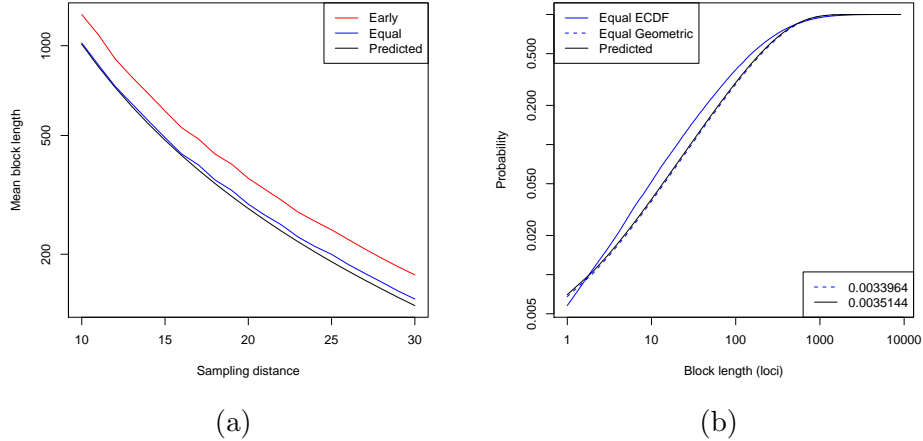 Early
Equal
Predicted
1000
500
200
Mean block length
10 15 20 25 30
Sampling distance
(a)
Equal ECDF
Equal Geometric
Predicted
0.500
0.200
0.050
0.020
0.005
Probability
0.0033964
0.0035144
1 10 100 1000 10000
Block length (loci)
(b)